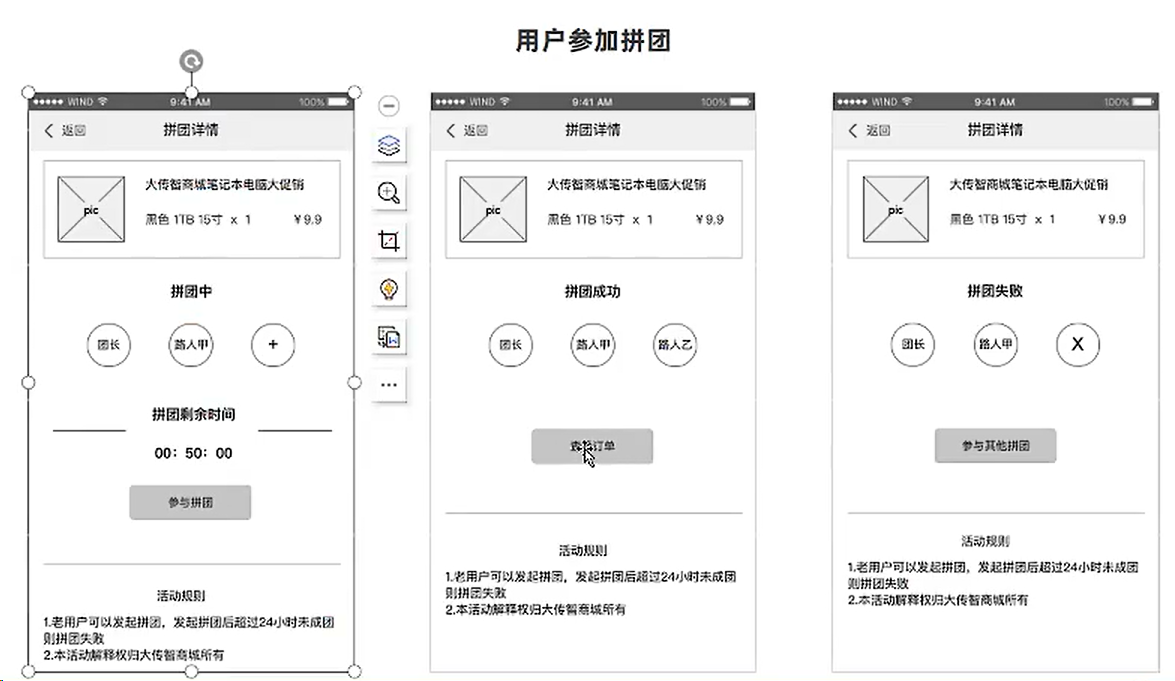 用户参加拼团
WIND
9:41 AM
100%
返回
拼团详情
pic
大传智商城笔记本电脑大促销
黑色 1TB 15寸 x 1
￥9.9
拼团中
团长
路人甲
+
拼团剩余时间
00：50：00
参与拼团
活动规则
1.老用户可以发起拼团，发起拼团后超过24小时未成团
则拼团失败
2.本活动解释权归大传智商城所有
WIND
9:41 AM
100%
返回
拼团详情
pic
大传智商城笔记本电脑大促销
黑色 1TB 15寸 x 1
￥9.9
拼团成功
团长
路人甲
路人乙
订单
活动规则
1.老用户可以发起拼团，发起拼团后超过24小时未成团
则拼团失败
2.本活动解释权归大传智商城所有
WIND
9:41 AM
100%
返回
拼团详情
pic
大传智商城笔记本电脑大促销
黑色 1TB 15寸 x 1
￥9.9
拼团失败
团长
路人甲
X
参与其他拼团
活动规则
1.老用户可以发起拼团，发起拼团后超过24小时未成团
则拼团失败
2.本活动解释权归大传智商城所有